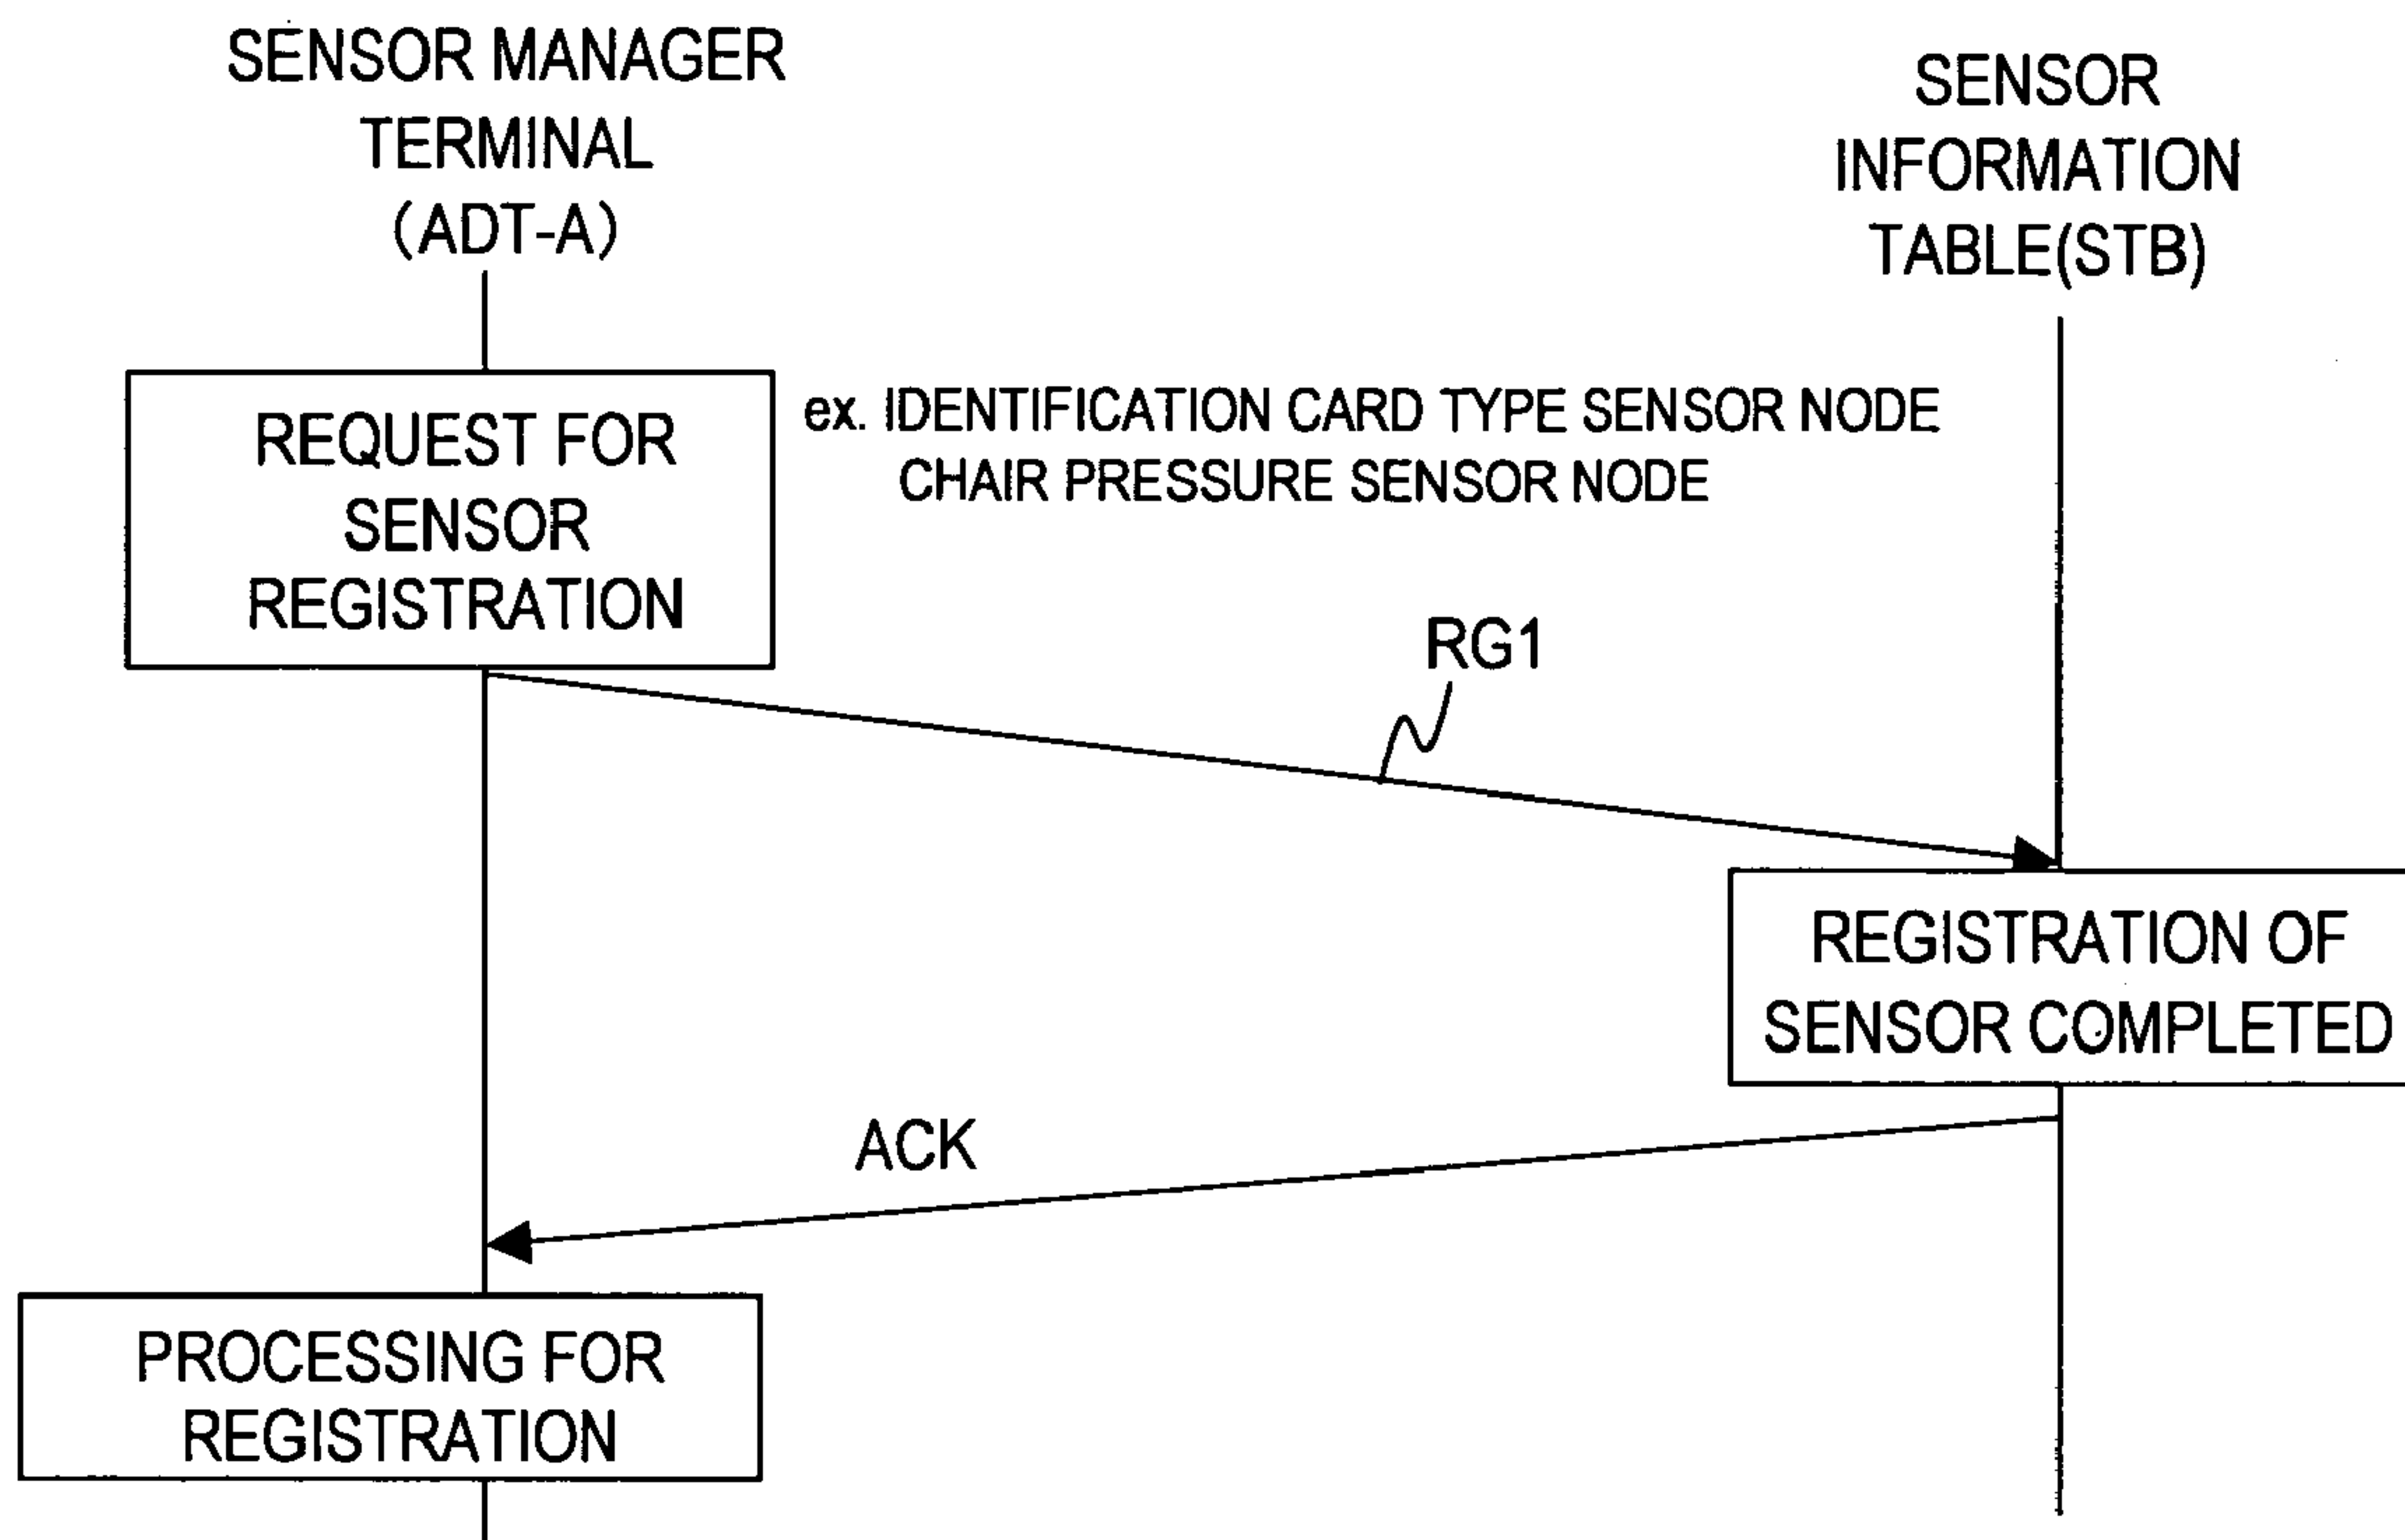 SENSOR MANAGER
TERMINAL
(ADT-A)
SENSOR
INFORMATION
TABLE(STB)
REQUEST FOR
SENSOR
REGISTRATION
ex. IDENTIFICATION CARD TYPE SENSOR NODE
CHAIR PRESSURE SENSOR NODE
RG1
REGISTRATION OF
SENSOR COMPLETED
ACK
PROCESSING FOR
REGISTRATION